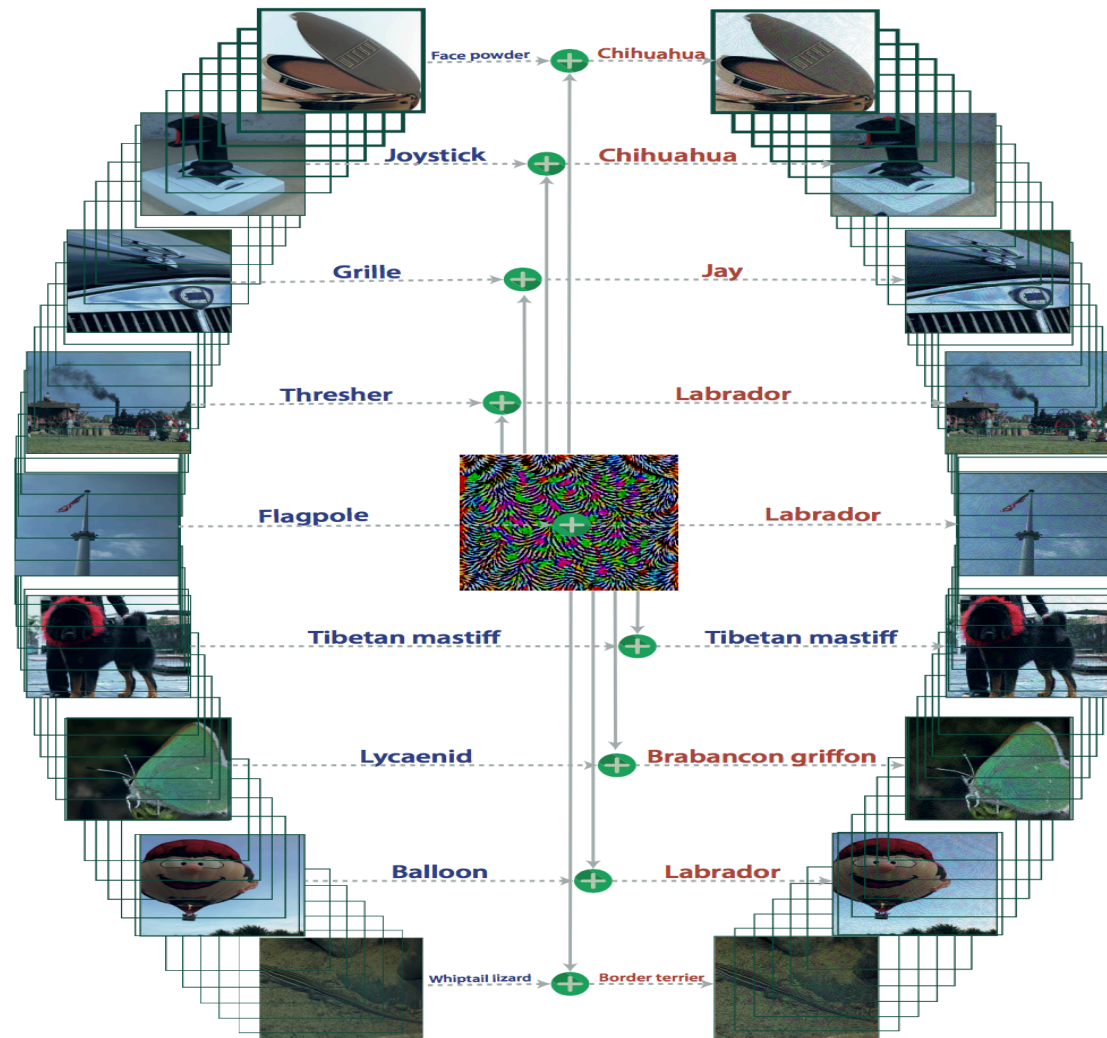 Face powder
Chihuahua
Joystick
Chihuahua
Grille
Jay
Thresher
Labrador
Flagpole
Labrador
Tibetan mastiff
Tibetan mastiff
Lycaenid
Brabancon griffon
Balloon
Labrador
Whiptail lizard
Border terrier